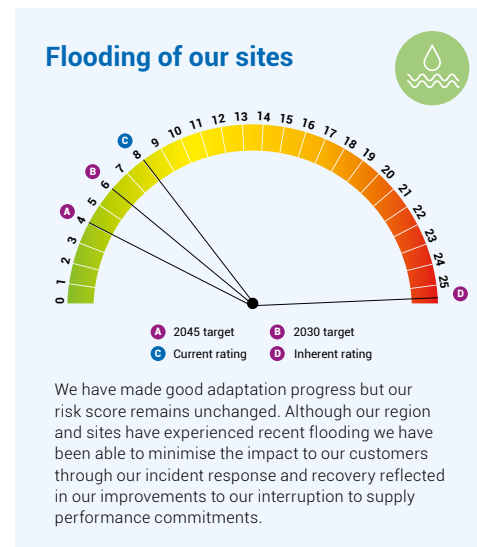 Flooding of our sites
0 1 2 3 4 5 6 7 8 9 10 11 12 13 14 15 16 17 18 19 20 21 22 23 24 25
A
B
C
D
A 2045 target B 2030 target
C Current rating D Inherent rating
We have made good adaptation progress but our
risk score remains unchanged. Although our region
and sites have experienced recent flooding we have
been able to minimise the impact to our customers
through our incident response and recovery reflected
in our improvements to our interruption to supply
performance commitments.